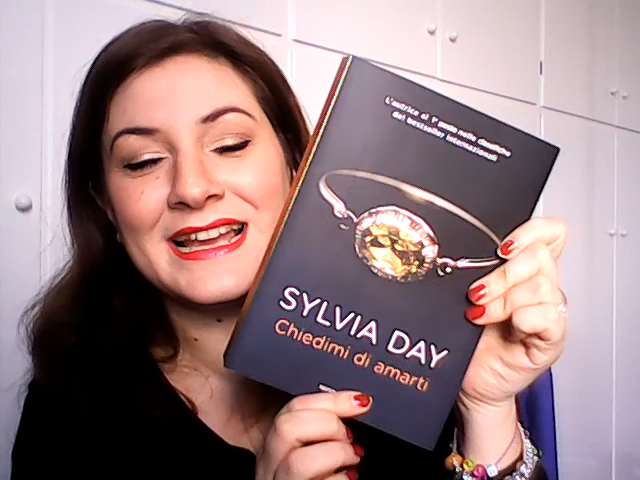 L'autrice al 1° posto nelle classifiche
dei bestseller internazionali
SYLVIA DAY
Chiedimi di amarti